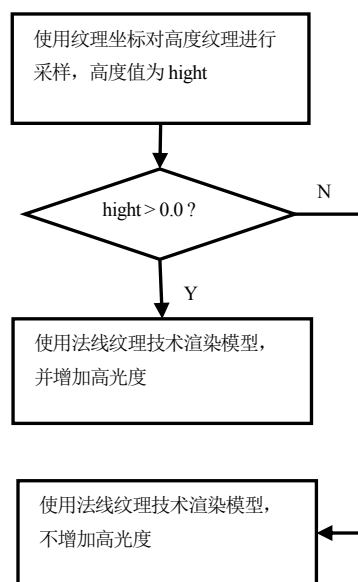 使用纹理坐标对高度纹理进行
采样，高度值为 hight
hight > 0.0 ?
N
Y
使用法线纹理技术渲染模型，
并增加高光度
使用法线纹理技术渲染模型，
不增加高光度